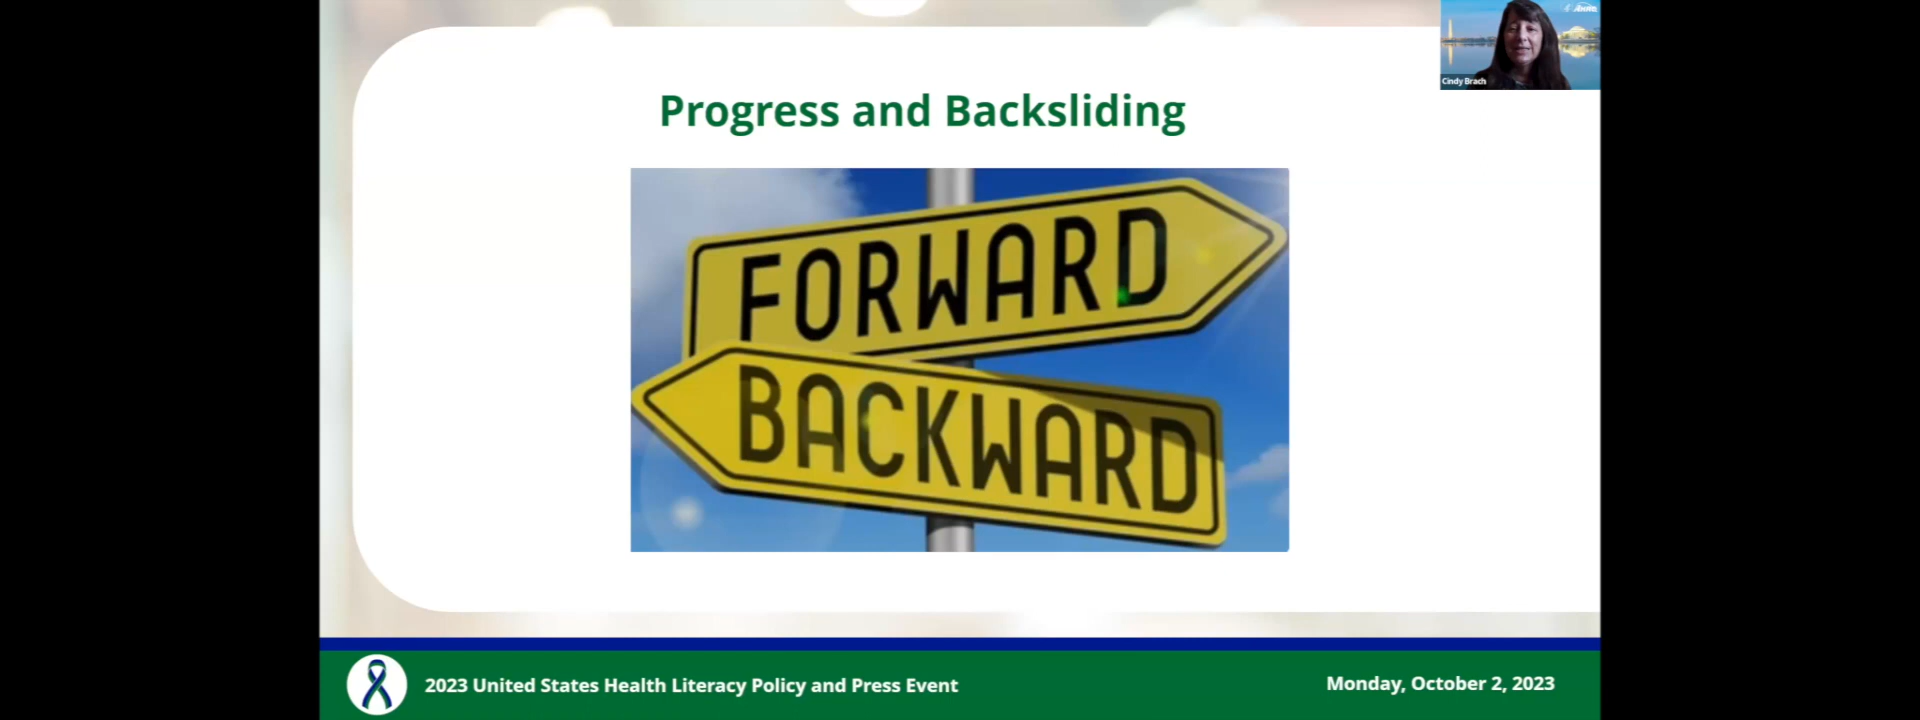 AHRQ
Cindy Brach
Progress and Backsliding
FORWARD
BACKWARD
2023 United States Health Literacy Policy and Press Event
Monday, October 2, 2023